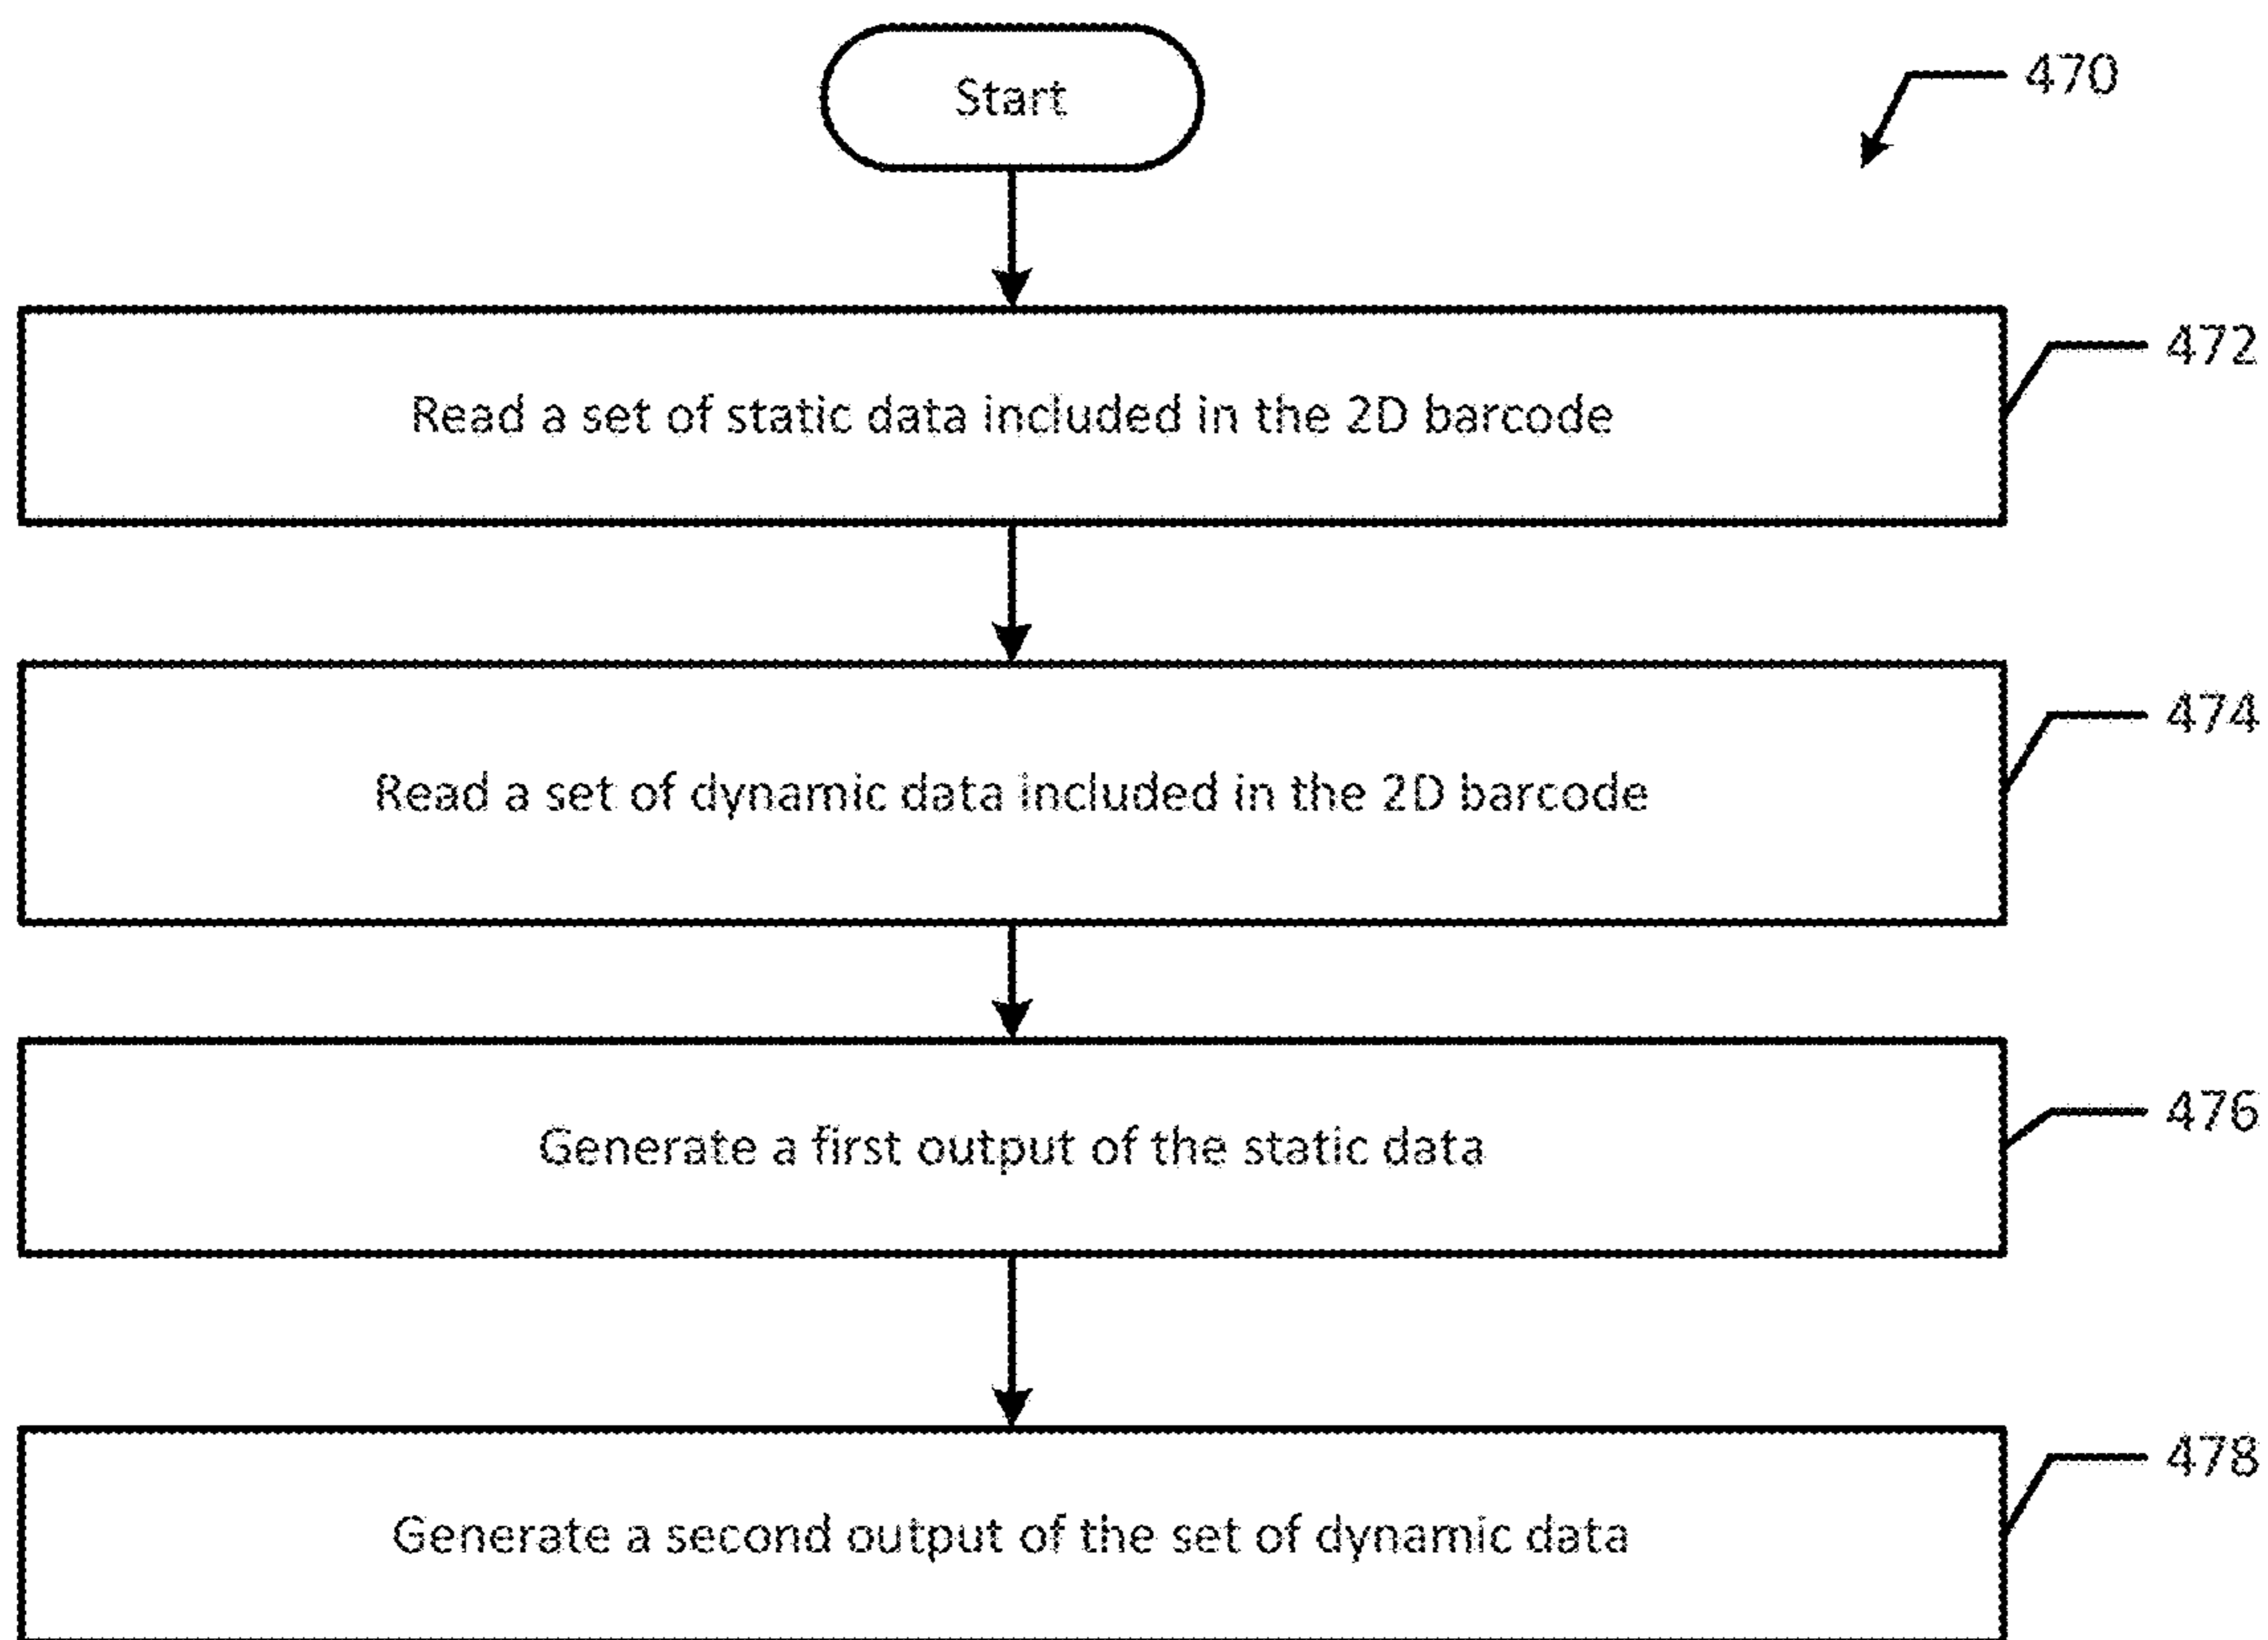 Start
470
Read a set of static data included in the 2D barcode
472
Read a set of dynamic data included in the 2D barcode
474
Generate a first output of the static data
476
Generate a second output of the set of dynamic data
478